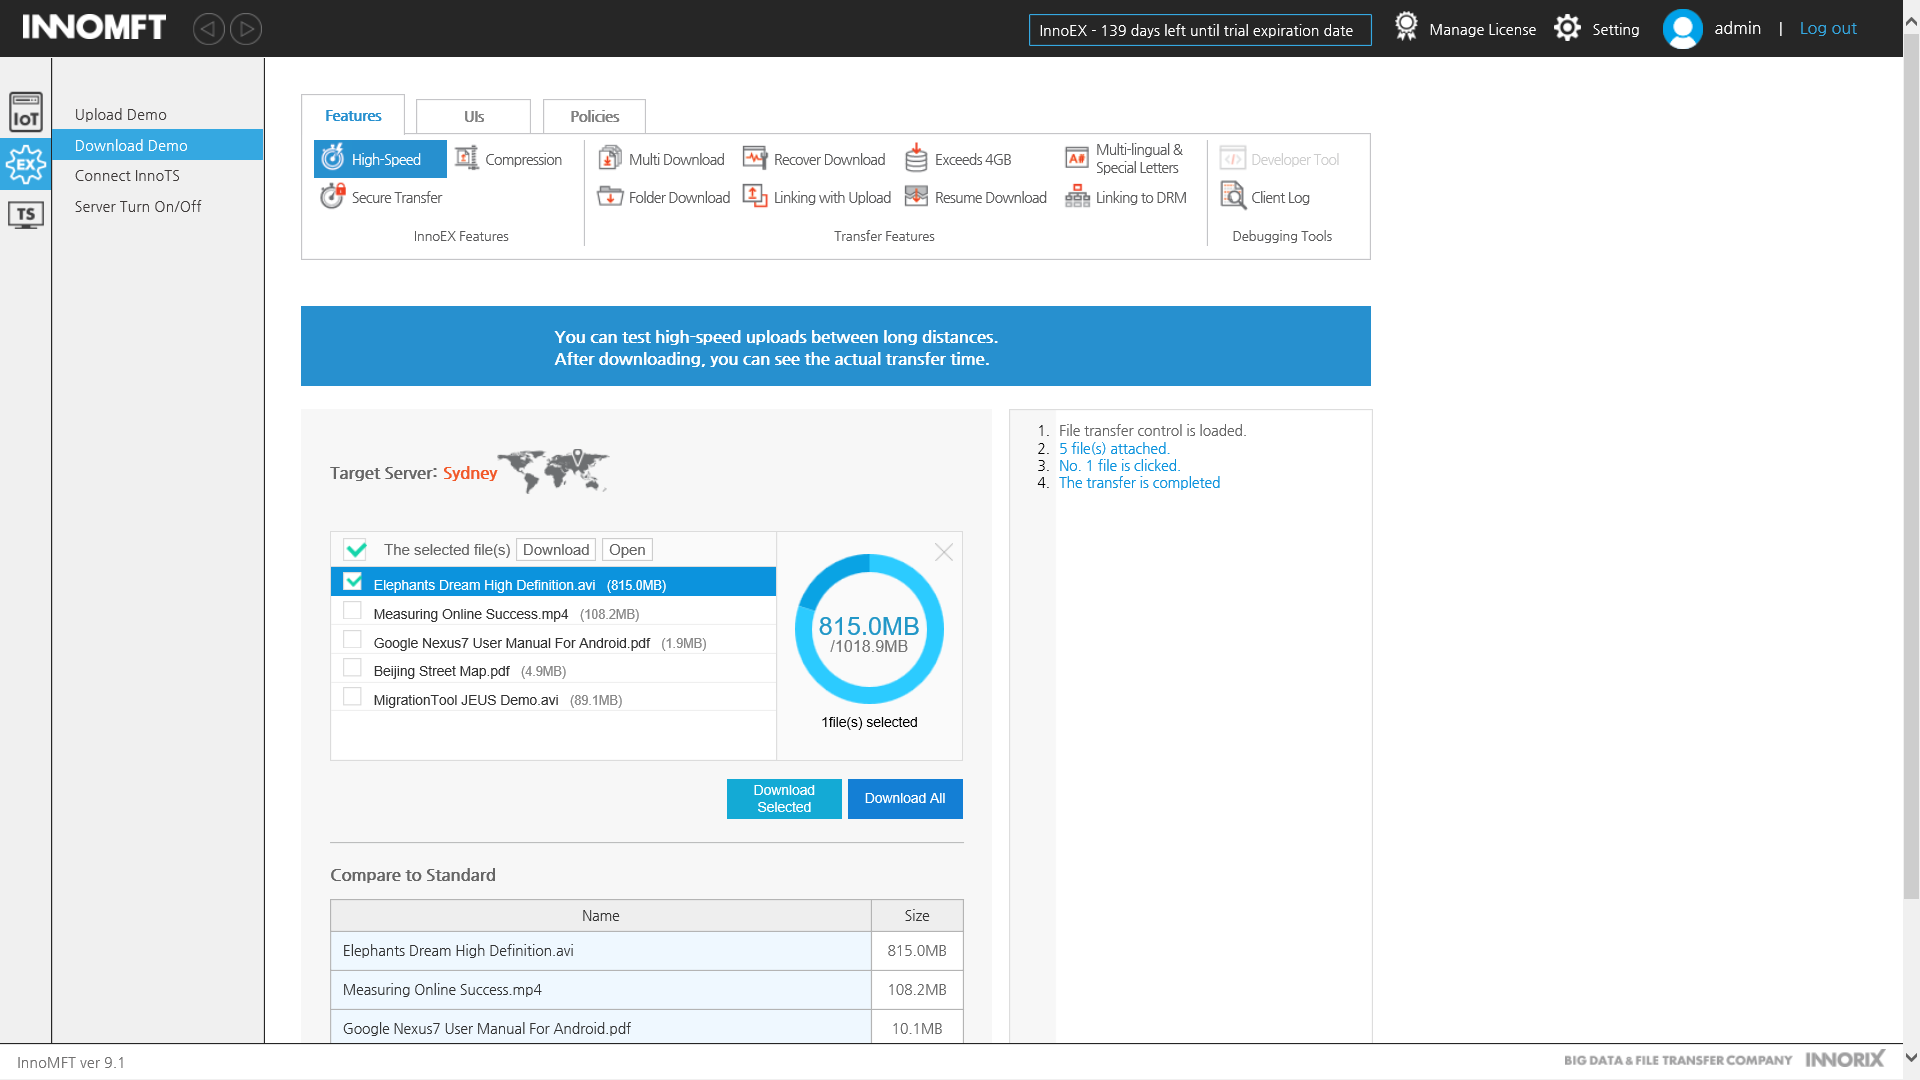 INNOMFT
InnoEX - 139 days left until trial expiration date
Manage License
Setting
admin | Log out
IoT
EX
TS
Upload Demo
Download Demo
Connect InnoTS
Server Turn On/Off
Features
UIs
Policies
High-Speed
Compression
Secure Transfer
InnoEX Features
Multi Download
Recover Download
Exceeds 4GB
A#
Multi-lingual &
Special Letters
Folder Download
Linking with Upload
Resume Download
Linking to DRM
Transfer Features
Developer Tool
Client Log
Debugging Tools
You can test high-speed uploads between long distances.
After downloading, you can see the actual transfer time.
Target Server: Sydney
The selected file(s) Download Open
Elephants Dream High Definition.avi (815.0MB)
Measuring Online Success.mp4 (108.2MB)
Google Nexus7 User Manual For Android.pdf (1.9MB)
Beijing Street Map.pdf (4.9MB)
MigrationTool JEUS Demo.avi (89.1MB)
815.0MB
/1018.9MB
1file(s) selected
Download
Selected
Download All
1. File transfer control is loaded.
2. 5 file(s) attached.
3. No. 1 file is clicked.
4. The transfer is completed
Compare to Standard
Name Size
Elephants Dream High Definition.avi 815.0MB
Measuring Online Success.mp4 108.2MB
Google Nexus7 User Manual For Android.pdf 10.1MB
InnoMFT ver 9.1
BIG DATA & FILE TRANSFER COMPANY INNORIX